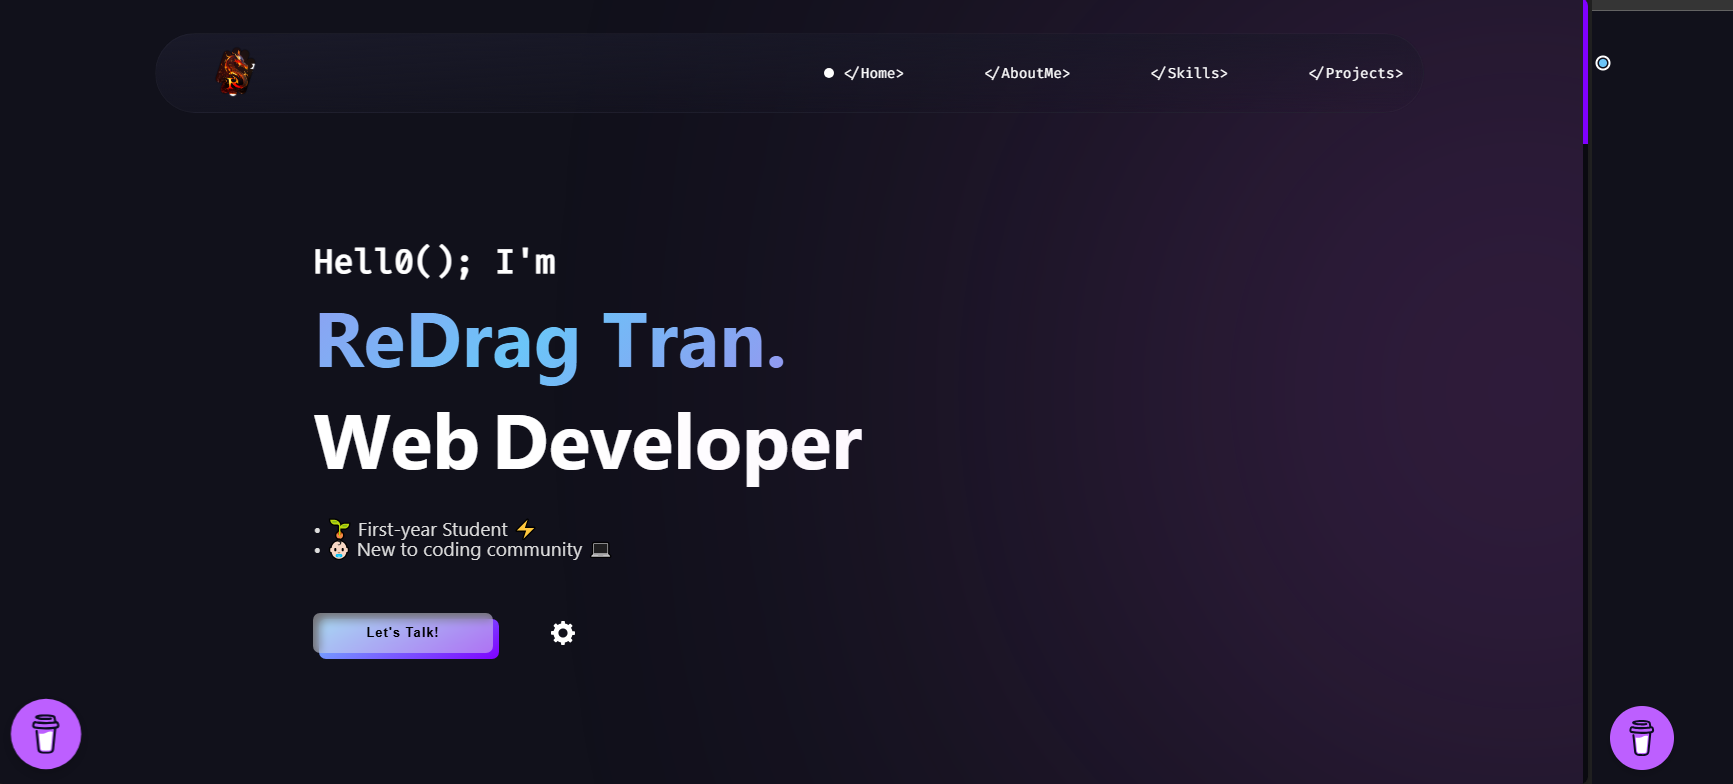 </Home> </AboutMe> </Skills> </Projects>
Hell0(); I'm
ReDrag Tran.
Web Developer
• 🌱 First-year Student ⚡
• 👶🏻 New to coding community 💻
Let's Talk!